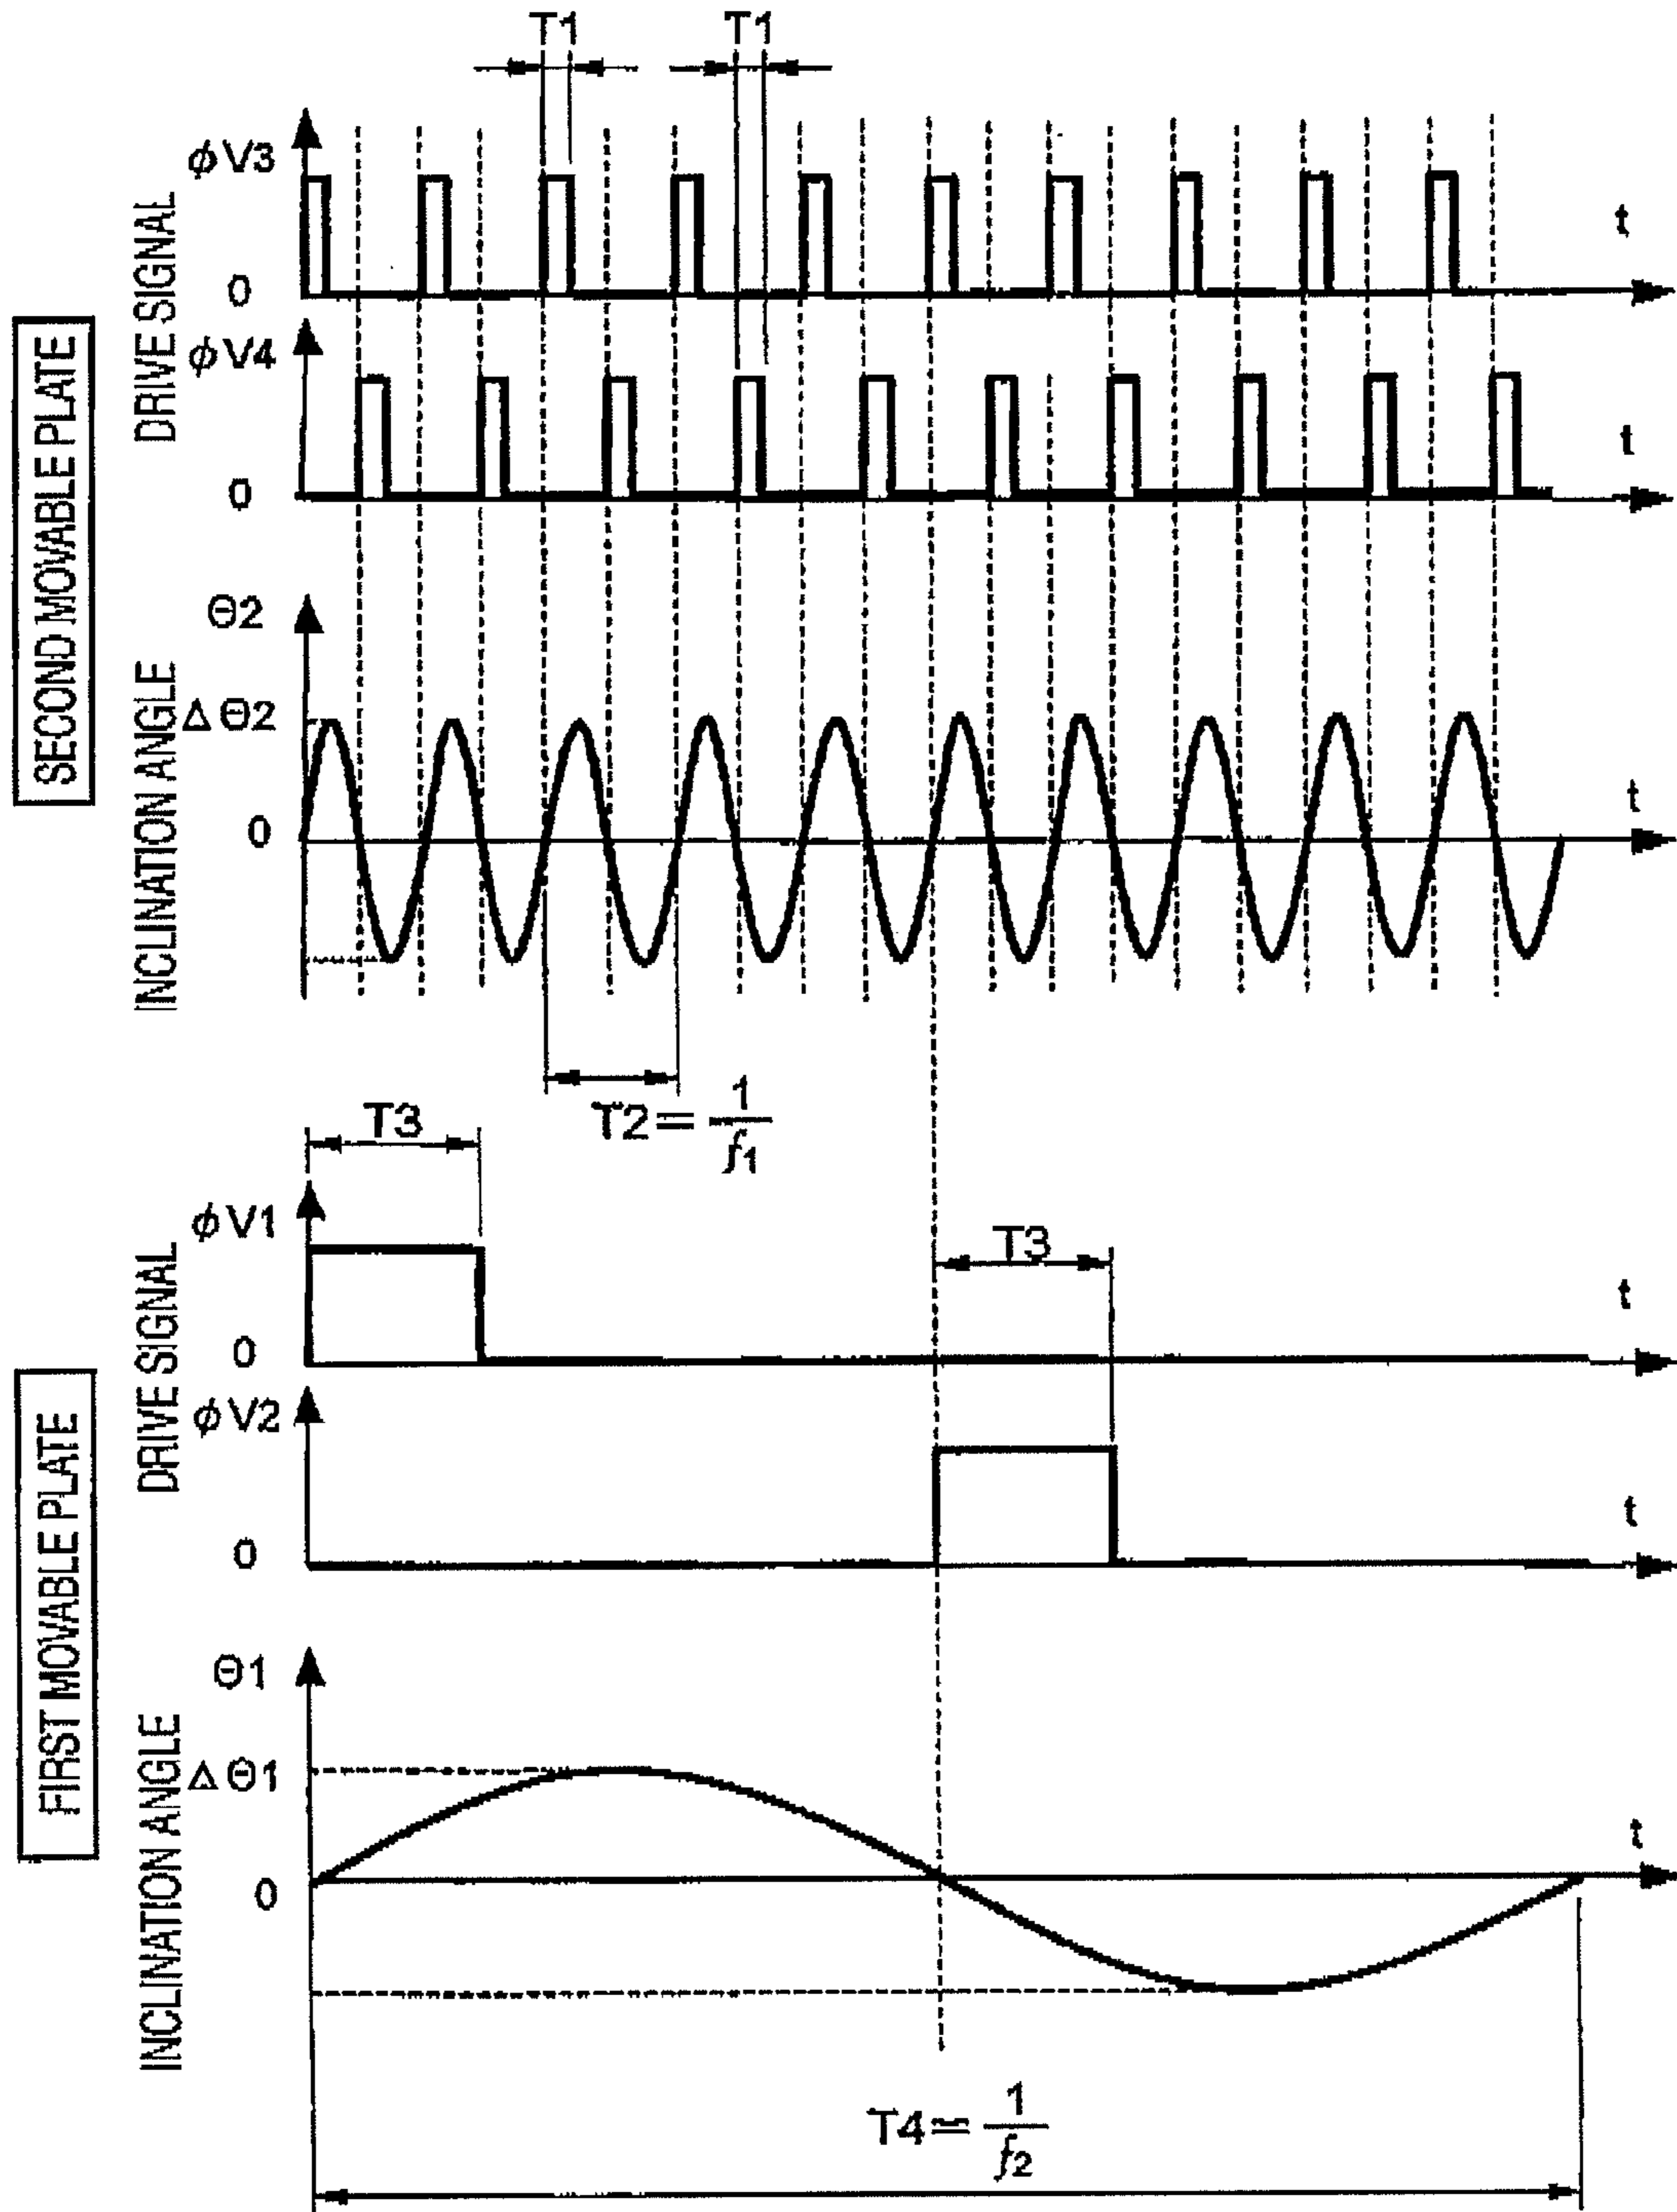 T1 T1
SECOND MOVABLE PLATE
DRIVE SIGNAL
φV3
0
t
φV4
0
t
INCLINATION ANGLE
Θ2
ΔΘ2
0
t
T2=1/f1
T3
FIRST MOVABLE PLATE
DRIVE SIGNAL
φV1
0
T3
t
φV2
0
t
INCLINATION ANGLE
Θ1
ΔΘ1
0
t
T4=1/f2